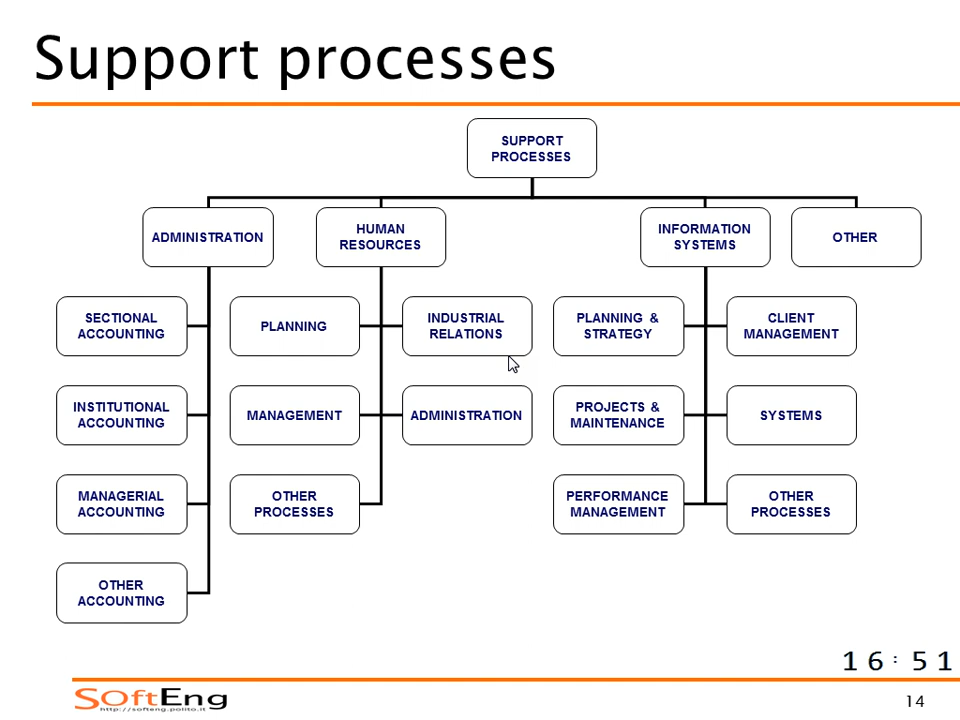 Support processes
SUPPORT
PROCESSES
ADMINISTRATION
HUMAN
RESOURCES
INFORMATION
SYSTEMS
OTHER
SECTIONAL
ACCOUNTING
PLANNING
INDUSTRIAL
RELATIONS
PLANNING &
STRATEGY
CLIENT
MANAGEMENT
INSTITUTIONAL
ACCOUNTING
MANAGEMENT
ADMINISTRATION
PROJECTS &
MAINTENANCE
SYSTEMS
MANAGERIAL
ACCOUNTING
OTHER
PROCESSES
PERFORMANCE
MANAGEMENT
OTHER
PROCESSES
OTHER
ACCOUNTING
16:51
SOftEng
http://softeng.polito.it
14